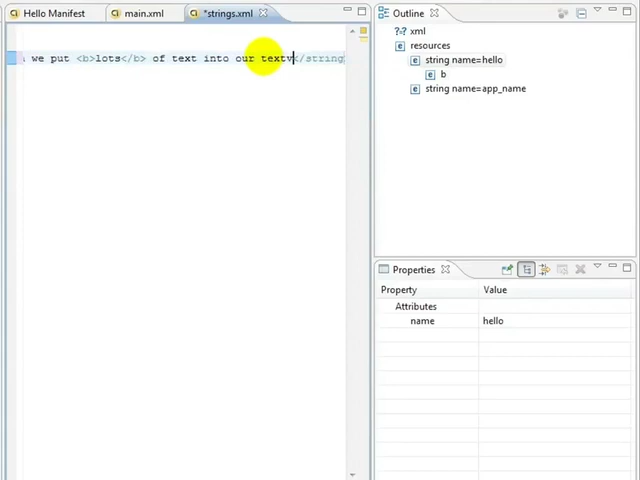 Hello Manifest main.xml *strings.xml
we put <b>lots</b> of text into our textv</string
Outline
xml
resources
string name=hello
b
string name=app_name
Properties
Property Value
Attributes
name hello